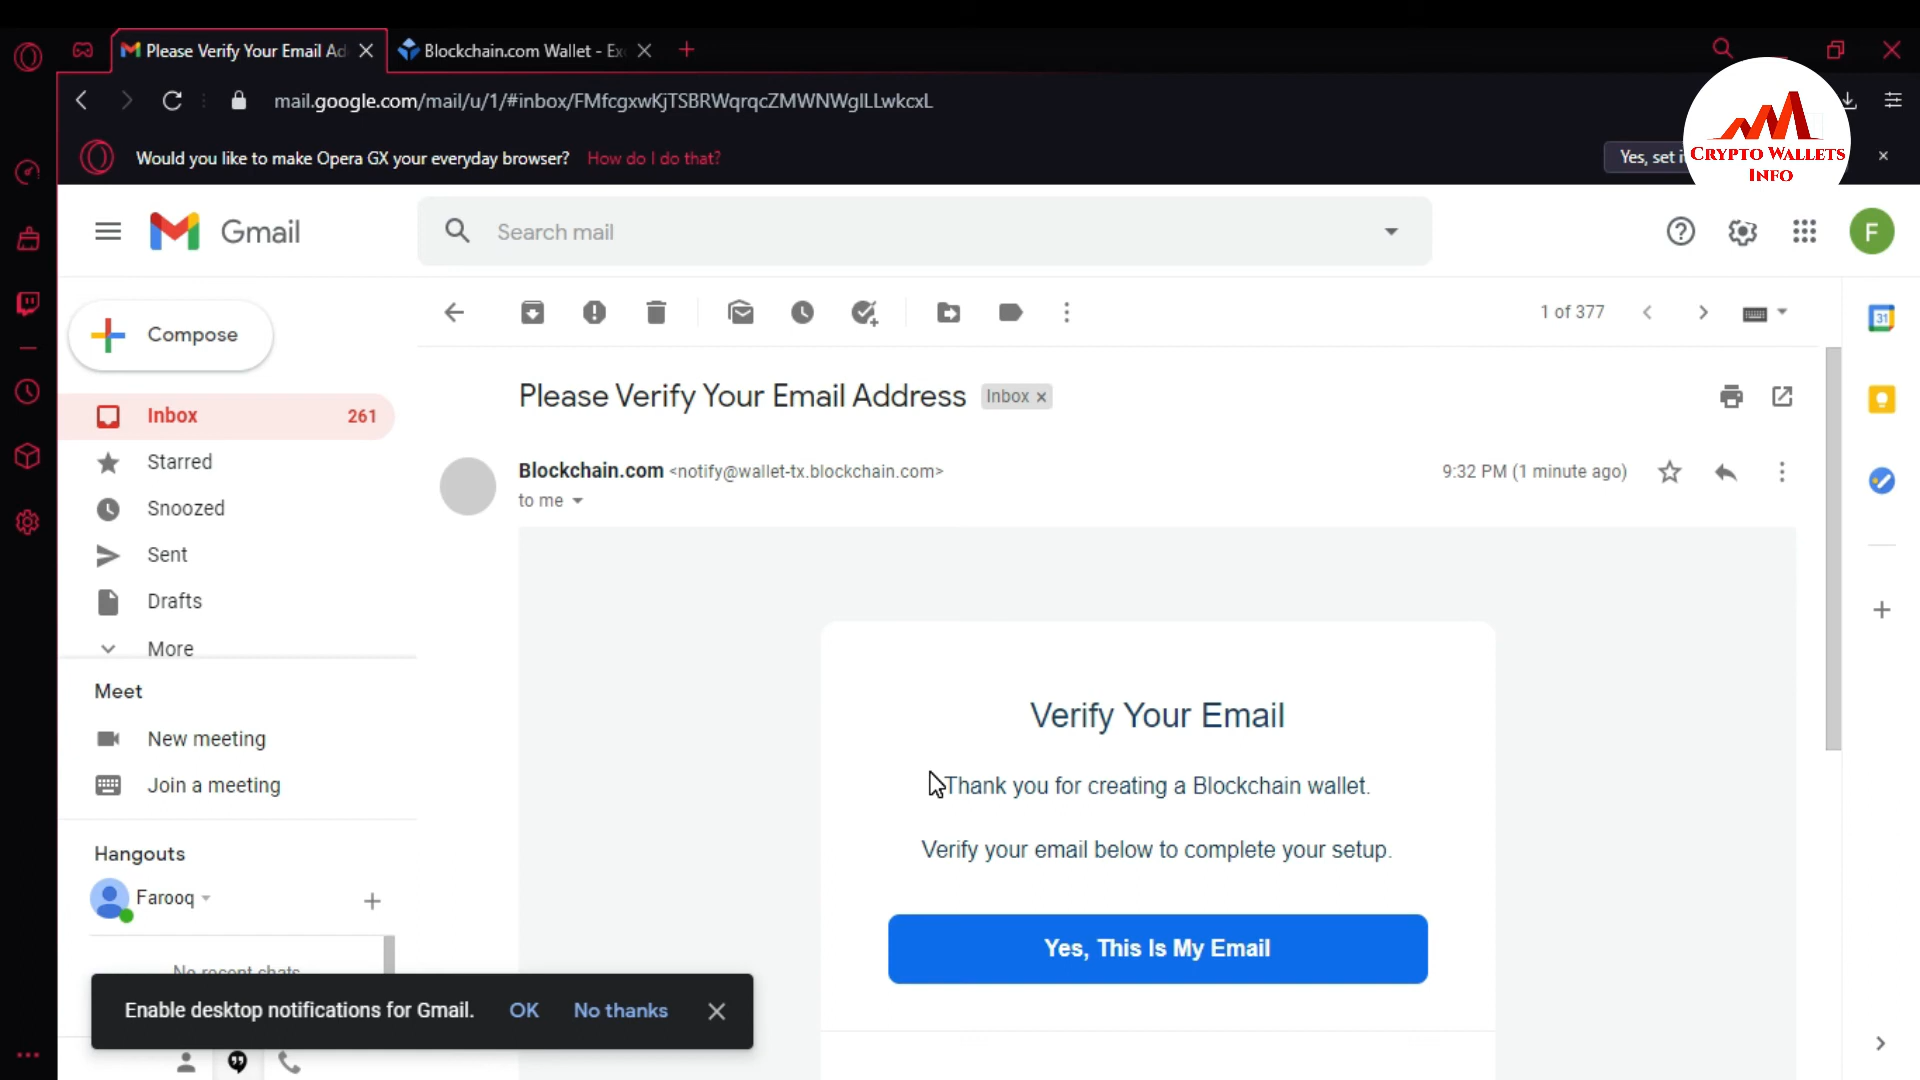 Please Verify Your Email Ad
Blockchain.com Wallet - Ex
mail.google.com/mail/u/1/#inbox/FMfcgxwKjTSBRWqrqcZMWNWglLLwkcxL
Would you like to make Opera GX your everyday browser? How do I do that?
Yes, set i
Crypto Wallets
Info
Gmail
Search mail
F
Compose
1 of 377
31
Please Verify Your Email Address
Inbox ×
Inbox 261
Starred
Snoozed
Sent
Drafts
More
Blockchain.com <notify@wallet-tx.blockchain.com>
9:32 PM (1 minute ago)
to me
Meet
New meeting
Join a meeting
Hangouts
Farooq
No recent chats
Verify Your Email
Thank you for creating a Blockchain wallet.
Verify your email below to complete your setup.
Yes, This Is My Email
Enable desktop notifications for Gmail. OK No thanks